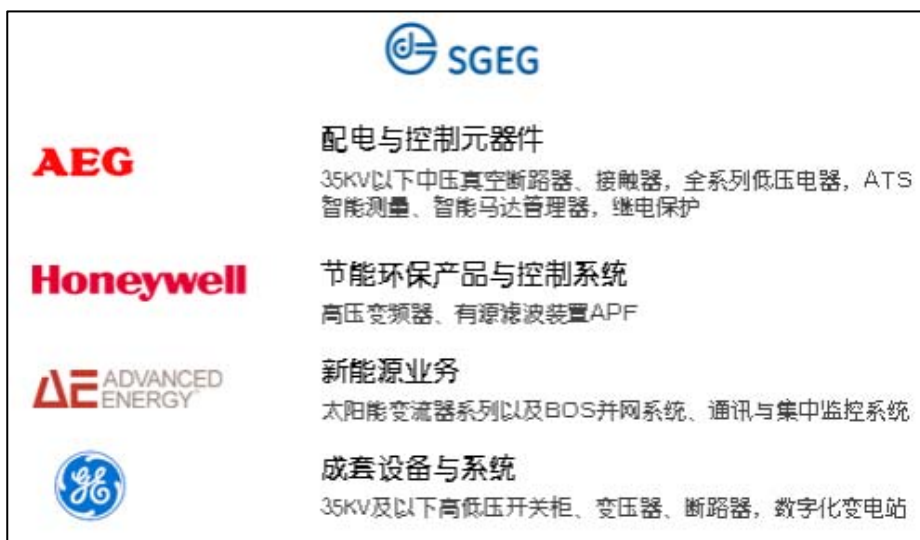 SGEG
AEG
配电与控制元器件
35KV以下中压真空断路器、接触器，全系列低压电器，ATS
智能测量、智能马达管理器，继电保护
Honeywell
节能环保产品与控制系统
高压变频器、有源滤波装置APF
AE ADVANCED
ENERGY
新能源业务
太阳能变流器系列以及BOS并网系统、通讯与集中监控系统
GE
成套设备与系统
35KV及以下高低压开关柜、变压器、断路器，数字化变电站